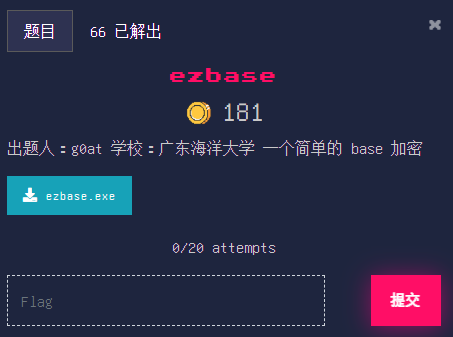 题目 66 已解出
ezbase
181
出题人：g0at 学校：广东海洋大学 一个简单的 base 加密
ezbase.exe
0/20 attempts
Flag 提交